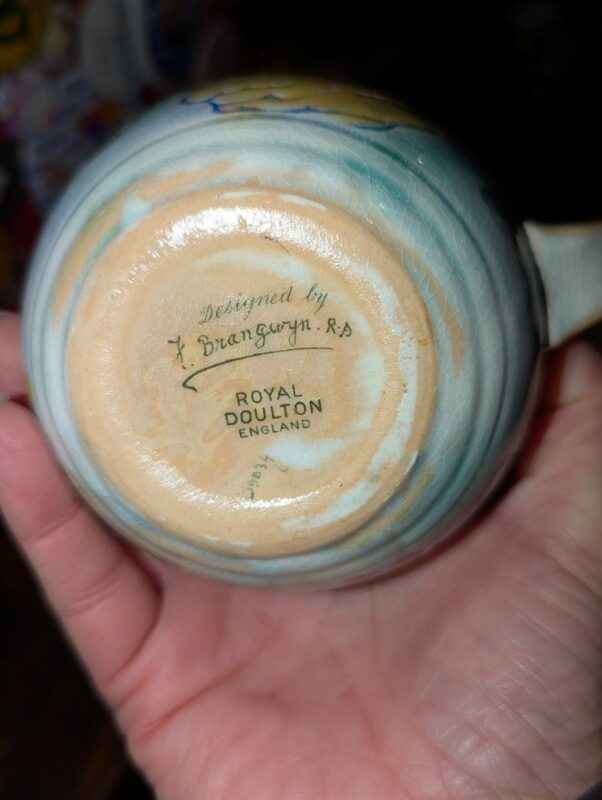 Designed by
F. Brangwyn. R.A
ROYAL
DOULTON
ENGLAND